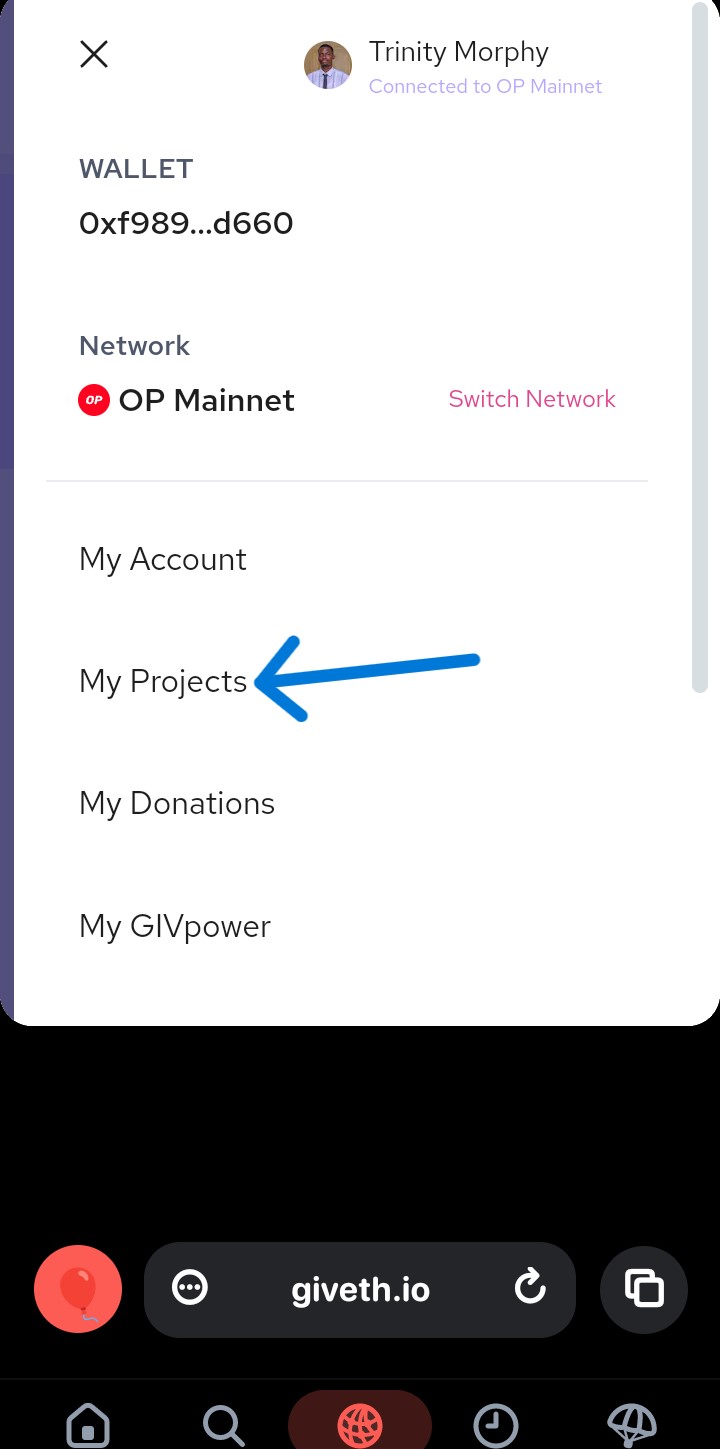 Trinity Morphy
Connected to OP Mainnet
WALLET
0xf989...d660
Network
OP OP Mainnet
Switch Network
My Account
My Projects
My Donations
My GIVpower
giveth.io